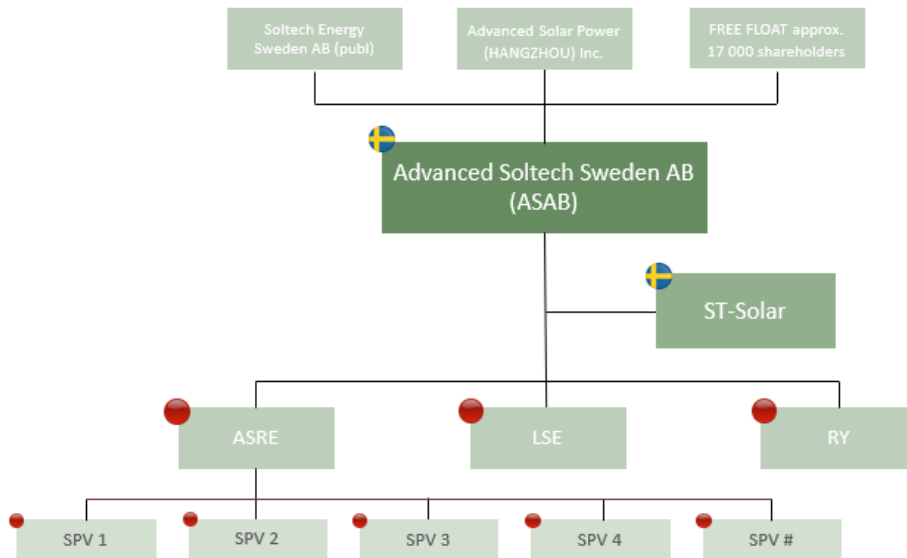 Soltech Energy
Sweden AB (publ)
Advanced Solar Power
(HANGZHOU) Inc.
FREE FLOAT approx.
17 000 shareholders
Advanced Soltech Sweden AB
(ASAB)
ST-Solar
ASRE
LSE
RY
SPV 1
SPV 2
SPV 3
SPV 4
SPV #